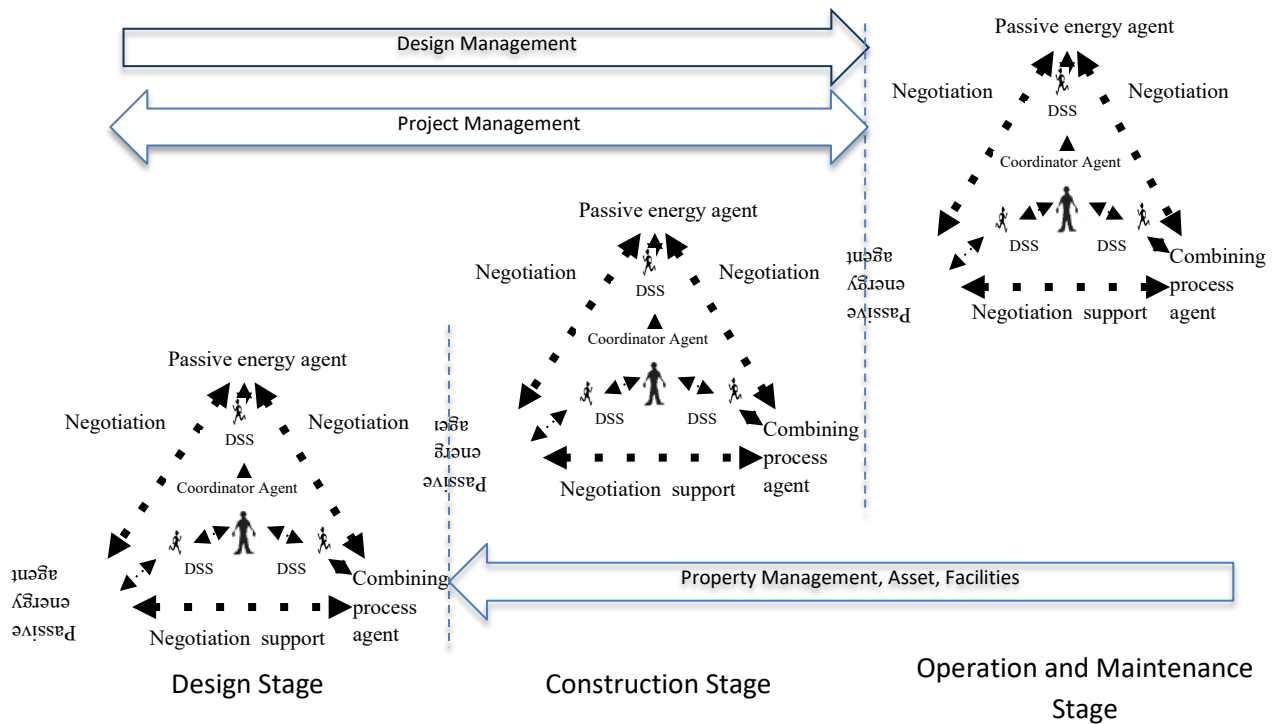 Design Management
Project Management
Passive energy agent
Negotiation
Negotiation
DSS
Coordinator Agent
DSS
DSS
Passive
energy
agent
Combining
process
agent
Negotiation support
Passive energy agent
Negotiation
Negotiation
DSS
Coordinator Agent
DSS
DSS
Passive
energy
Combining
process
agent
Negotiation support
Passive energy agent
Negotiation
Negotiation
DSS
Coordinator Agent
DSS
DSS
Passive
energy
agent
Combining
process
agent
Negotiation support
Property Management, Asset, Facilities
Design Stage
Construction Stage
Operation and Maintenance
Stage